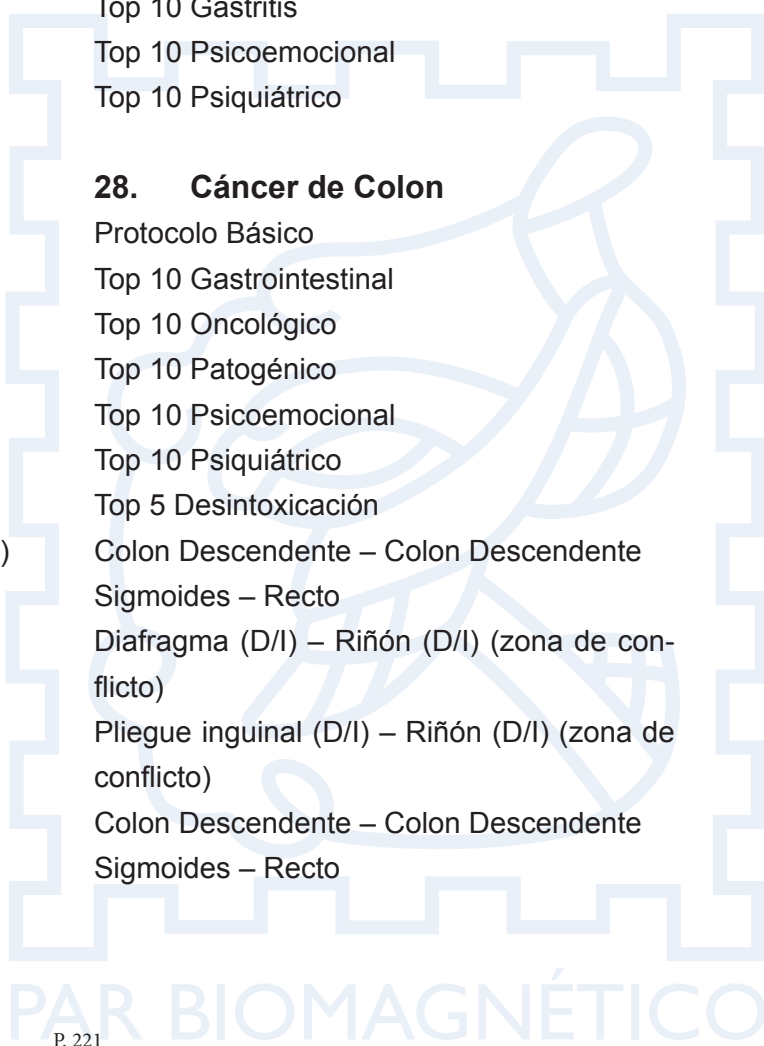 Top 10 Gastritis
Top 10 Psicoemocional
Top 10 Psiquiátrico
28. Cáncer de Colon
Protocolo Básico
Top 10 Gastrointestinal
Top 10 Oncológico
Top 10 Patogénico
Top 10 Psicoemocional
Top 10 Psiquiátrico
Top 5 Desintoxicación
) Colon Descendente – Colon Descendente
Sigmoides – Recto
Diafragma (D/I) – Riñón (D/I) (zona de con-
flicto)
Pliegue inguinal (D/I) – Riñón (D/I) (zona de
conflicto)
Colon Descendente – Colon Descendente
Sigmoides – Recto
PAR BIOMAGNÉTICO
P. 221